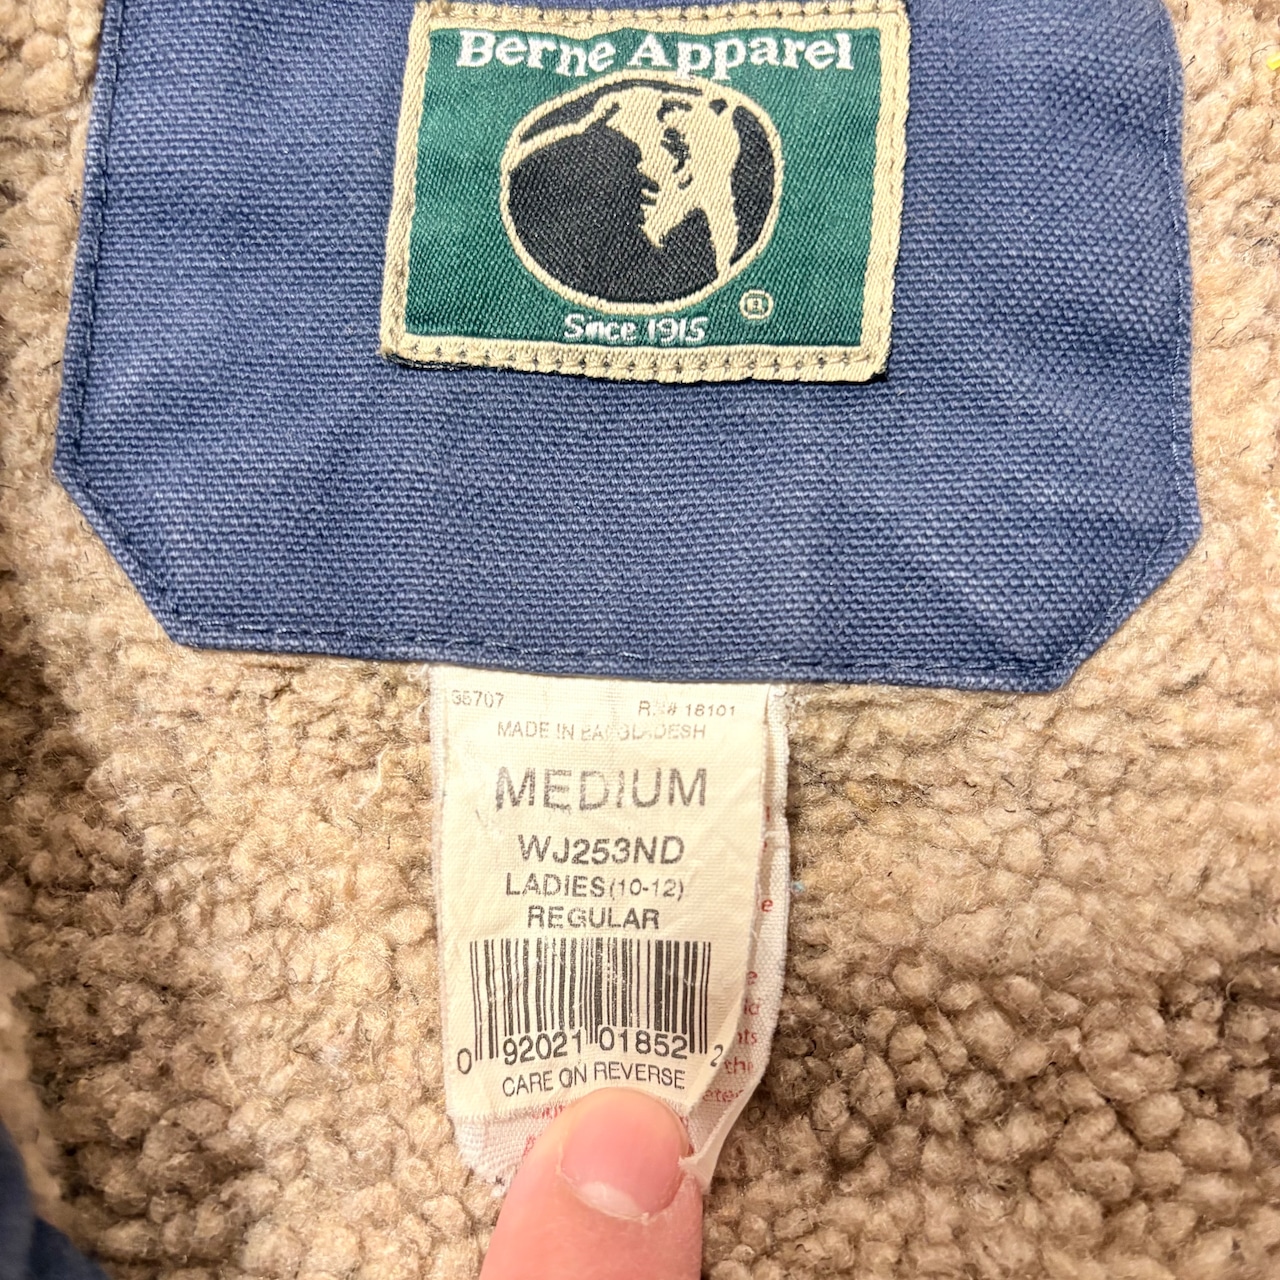 Berne Apparel
®
Since 1915
35707 RN# 18101
MADE IN BANGLADESH
MEDIUM
WJ253ND
LADIES(10-12)
REGULAR
0 92021 01852 2
CARE ON REVERSE